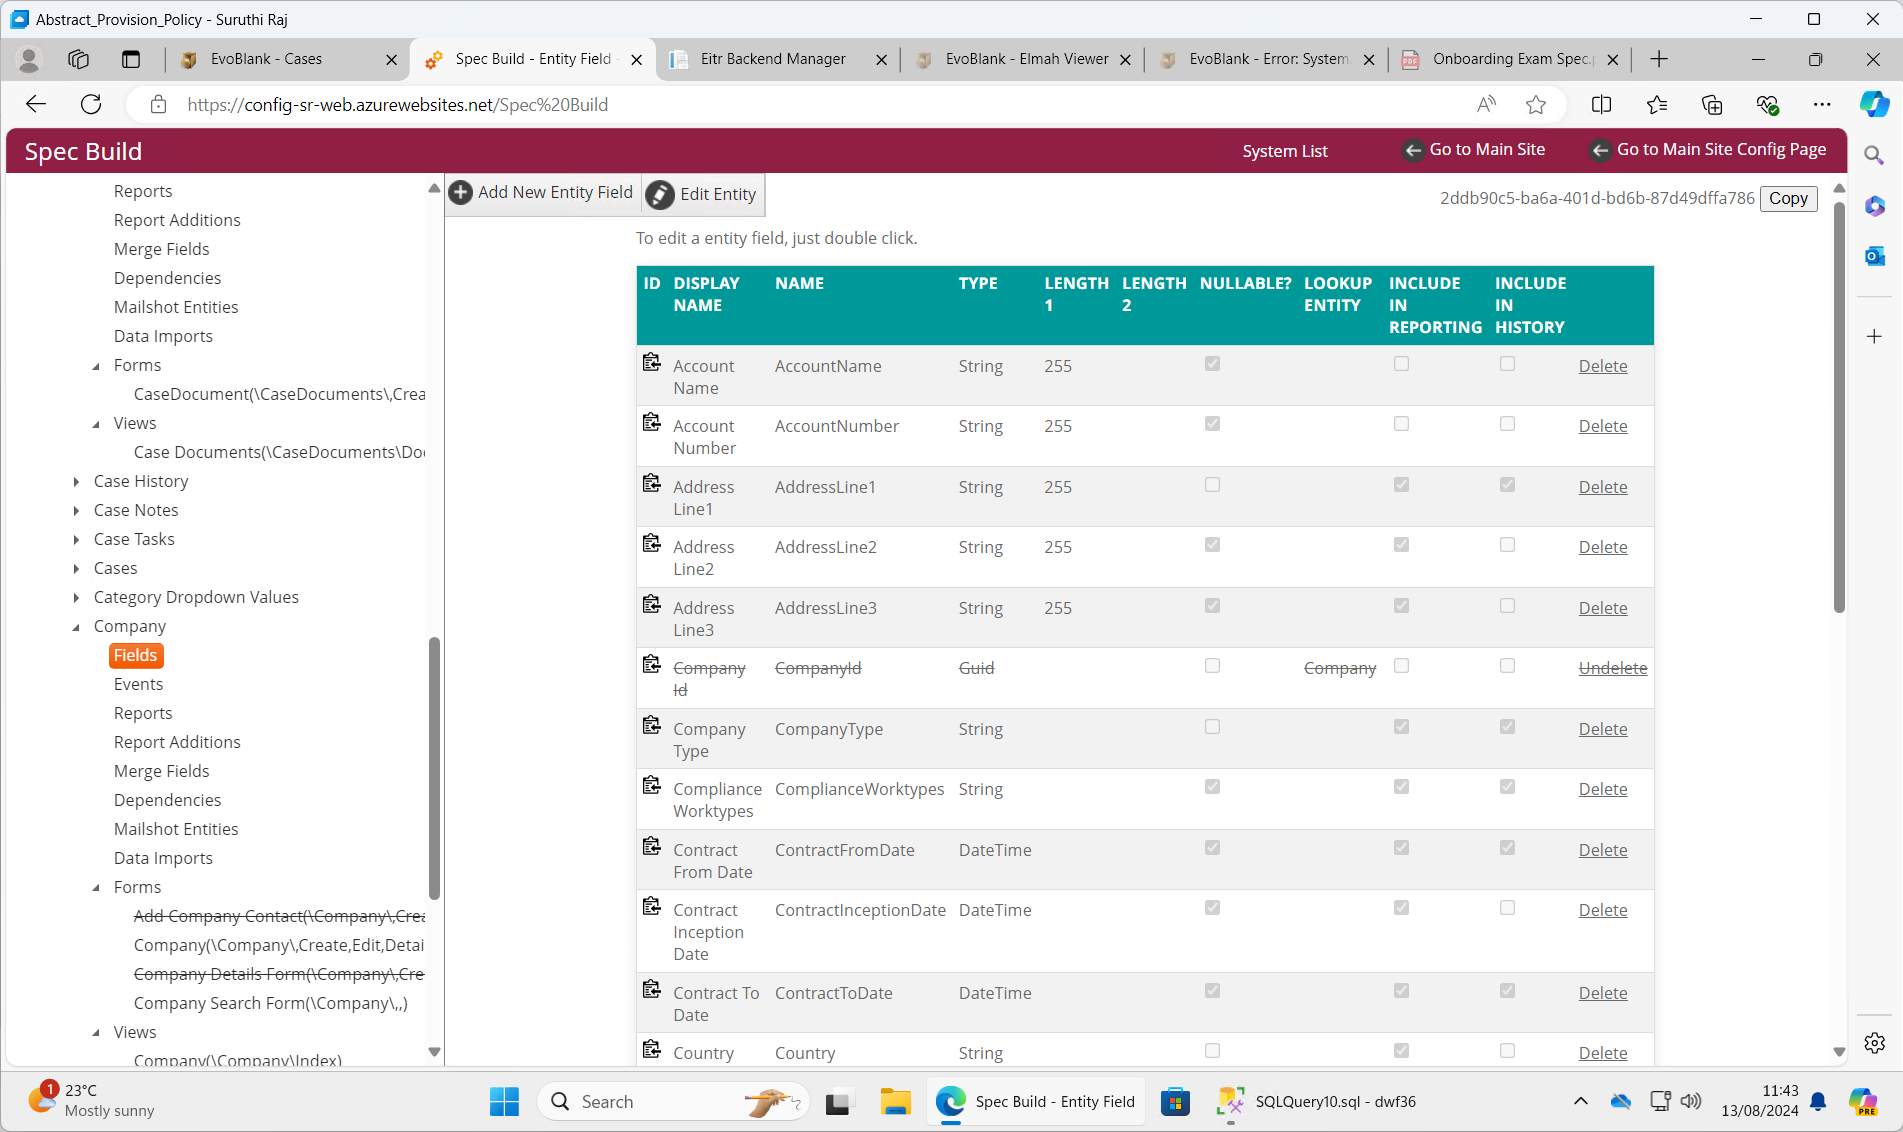 Abstract_Provision_Policy - Suruthi Raj
EvoBlank - Cases
Spec Build - Entity Field
Eitr Backend Manager
EvoBlank - Elmah Viewer
EvoBlank - Error: System.
Onboarding Exam Spec.p
https://config-sr-web.azurewebsites.net/Spec%20Build
Spec Build
System List
Go to Main Site
Go to Main Site Config Page
Reports
Report Additions
Merge Fields
Dependencies
Mailshot Entities
Data Imports
Forms
CaseDocument(\CaseDocuments\,Crea
Views
Case Documents(\CaseDocuments\Do
Case History
Case Notes
Case Tasks
Cases
Category Dropdown Values
Company
Fields
Events
Reports
Report Additions
Merge Fields
Dependencies
Mailshot Entities
Data Imports
Forms
Add Company Contact(\Company\,Crea
Company(\Company\,Create,Edit,Detai
Company Details Form(\Company\,Cre
Company Search Form(\Company\,,)
Views
Company(\Company\Index)
Add New Entity Field
Edit Entity
2ddb90c5-ba6a-401d-bd6b-87d49dffa786 Copy
To edit a entity field, just double click.
ID DISPLAY NAME NAME TYPE LENGTH 1 LENGTH 2 NULLABLE? LOOKUP ENTITY INCLUDE IN REPORTING INCLUDE IN HISTORY
Account Name AccountName String 255 Delete
Account Number AccountNumber String 255 Delete
Address Line1 AddressLine1 String 255 Delete
Address Line2 AddressLine2 String 255 Delete
Address Line3 AddressLine3 String 255 Delete
Company Id CompanyId Guid Company Undelete
Company Type CompanyType String Delete
Compliance Worktypes ComplianceWorktypes String Delete
Contract From Date ContractFromDate DateTime Delete
Contract Inception Date ContractInceptionDate DateTime Delete
Contract To Date ContractToDate DateTime Delete
Country Country String Delete
1
23°C
Mostly sunny
Search
Spec Build - Entity Field
SQLQuery10.sql - dwf36
11:43
13/08/2024
PRE